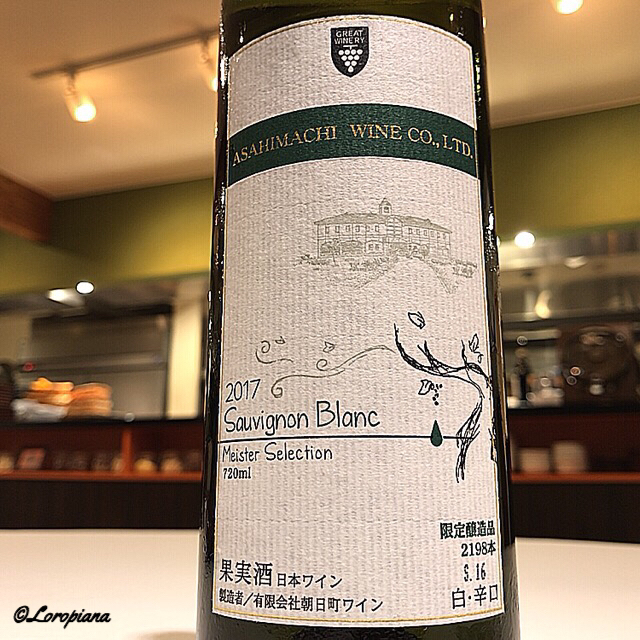 GREAT
WINERY
ASAHIMACHI WINE CO., LTD.
2017
Sauvignon Blanc
Meister Selection
720ml
限定醸造品
2198本
S.16
果実酒 日本ワイン
白・辛口
製造者／有限会社朝日町ワイン
©Loropiana